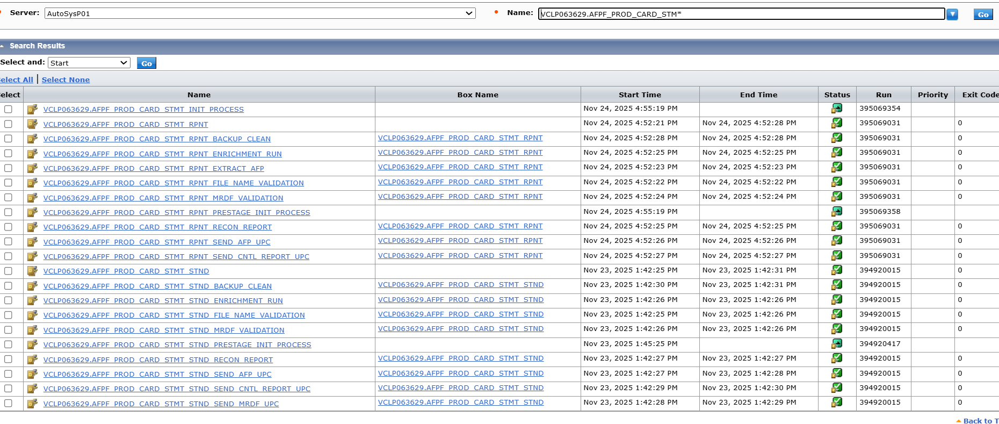 Server: AutoSysP01 Name: VCLP063629.AFPF_PROD_CARD_STM* Go
Search Results
Select and: Start Go
elect All | Select None
elect Name Box Name Start Time End Time Status Run Priority Exit Code
VCLP063629.AFPF_PROD_CARD_STMT_INIT_PROCESS Nov 24, 2025 4:55:19 PM 395069354
VCLP063629.AFPF_PROD_CARD_STMT_RPNT Nov 24, 2025 4:52:21 PM Nov 24, 2025 4:52:28 PM 395069031 0
VCLP063629.AFPF_PROD_CARD_STMT_RPNT_BACKUP_CLEAN VCLP063629.AFPF_PROD_CARD_STMT_RPNT Nov 24, 2025 4:52:28 PM Nov 24, 2025 4:52:28 PM 395069031 0
VCLP063629.AFPF_PROD_CARD_STMT_RPNT_ENRICHMENT_RUN VCLP063629.AFPF_PROD_CARD_STMT_RPNT Nov 24, 2025 4:52:25 PM Nov 24, 2025 4:52:25 PM 395069031 0
VCLP063629.AFPF_PROD_CARD_STMT_RPNT_EXTRACT_AFP VCLP063629.AFPF_PROD_CARD_STMT_RPNT Nov 24, 2025 4:52:23 PM Nov 24, 2025 4:52:23 PM 395069031 0
VCLP063629.AFPF_PROD_CARD_STMT_RPNT_FILE_NAME_VALIDATION VCLP063629.AFPF_PROD_CARD_STMT_RPNT Nov 24, 2025 4:52:22 PM Nov 24, 2025 4:52:22 PM 395069031 0
VCLP063629.AFPF_PROD_CARD_STMT_RPNT_MRDF_VALIDATION VCLP063629.AFPF_PROD_CARD_STMT_RPNT Nov 24, 2025 4:52:24 PM Nov 24, 2025 4:52:24 PM 395069031 0
VCLP063629.AFPF_PROD_CARD_STMT_RPNT_PRESTAGE_INIT_PROCESS Nov 24, 2025 4:55:19 PM 395069358
VCLP063629.AFPF_PROD_CARD_STMT_RPNT_RECON_REPORT VCLP063629.AFPF_PROD_CARD_STMT_RPNT Nov 24, 2025 4:52:25 PM Nov 24, 2025 4:52:25 PM 395069031 0
VCLP063629.AFPF_PROD_CARD_STMT_RPNT_SEND_AFP_UPC VCLP063629.AFPF_PROD_CARD_STMT_RPNT Nov 24, 2025 4:52:26 PM Nov 24, 2025 4:52:26 PM 395069031 0
VCLP063629.AFPF_PROD_CARD_STMT_RPNT_SEND_CNTL_REPORT_UPC VCLP063629.AFPF_PROD_CARD_STMT_RPNT Nov 24, 2025 4:52:27 PM Nov 24, 2025 4:52:27 PM 395069031 0
VCLP063629.AFPF_PROD_CARD_STMT_STND Nov 23, 2025 1:42:25 PM Nov 23, 2025 1:42:31 PM 394920015 0
VCLP063629.AFPF_PROD_CARD_STMT_STND_BACKUP_CLEAN VCLP063629.AFPF_PROD_CARD_STMT_STND Nov 23, 2025 1:42:30 PM Nov 23, 2025 1:42:31 PM 394920015 0
VCLP063629.AFPF_PROD_CARD_STMT_STND_ENRICHMENT_RUN VCLP063629.AFPF_PROD_CARD_STMT_STND Nov 23, 2025 1:42:26 PM Nov 23, 2025 1:42:26 PM 394920015 0
VCLP063629.AFPF_PROD_CARD_STMT_STND_FILE_NAME_VALIDATION VCLP063629.AFPF_PROD_CARD_STMT_STND Nov 23, 2025 1:42:25 PM Nov 23, 2025 1:42:26 PM 394920015 0
VCLP063629.AFPF_PROD_CARD_STMT_STND_MRDF_VALIDATION VCLP063629.AFPF_PROD_CARD_STMT_STND Nov 23, 2025 1:42:26 PM Nov 23, 2025 1:42:26 PM 394920015 0
VCLP063629.AFPF_PROD_CARD_STMT_STND_PRESTAGE_INIT_PROCESS Nov 23, 2025 1:45:25 PM 394920417
VCLP063629.AFPF_PROD_CARD_STMT_STND_RECON_REPORT VCLP063629.AFPF_PROD_CARD_STMT_STND Nov 23, 2025 1:42:27 PM Nov 23, 2025 1:42:27 PM 394920015 0
VCLP063629.AFPF_PROD_CARD_STMT_STND_SEND_AFP_UPC VCLP063629.AFPF_PROD_CARD_STMT_STND Nov 23, 2025 1:42:27 PM Nov 23, 2025 1:42:28 PM 394920015 0
VCLP063629.AFPF_PROD_CARD_STMT_STND_SEND_CNTL_REPORT_UPC VCLP063629.AFPF_PROD_CARD_STMT_STND Nov 23, 2025 1:42:29 PM Nov 23, 2025 1:42:30 PM 394920015 0
VCLP063629.AFPF_PROD_CARD_STMT_STND_SEND_MRDF_UPC VCLP063629.AFPF_PROD_CARD_STMT_STND Nov 23, 2025 1:42:28 PM Nov 23, 2025 1:42:29 PM 394920015 0
Back to T